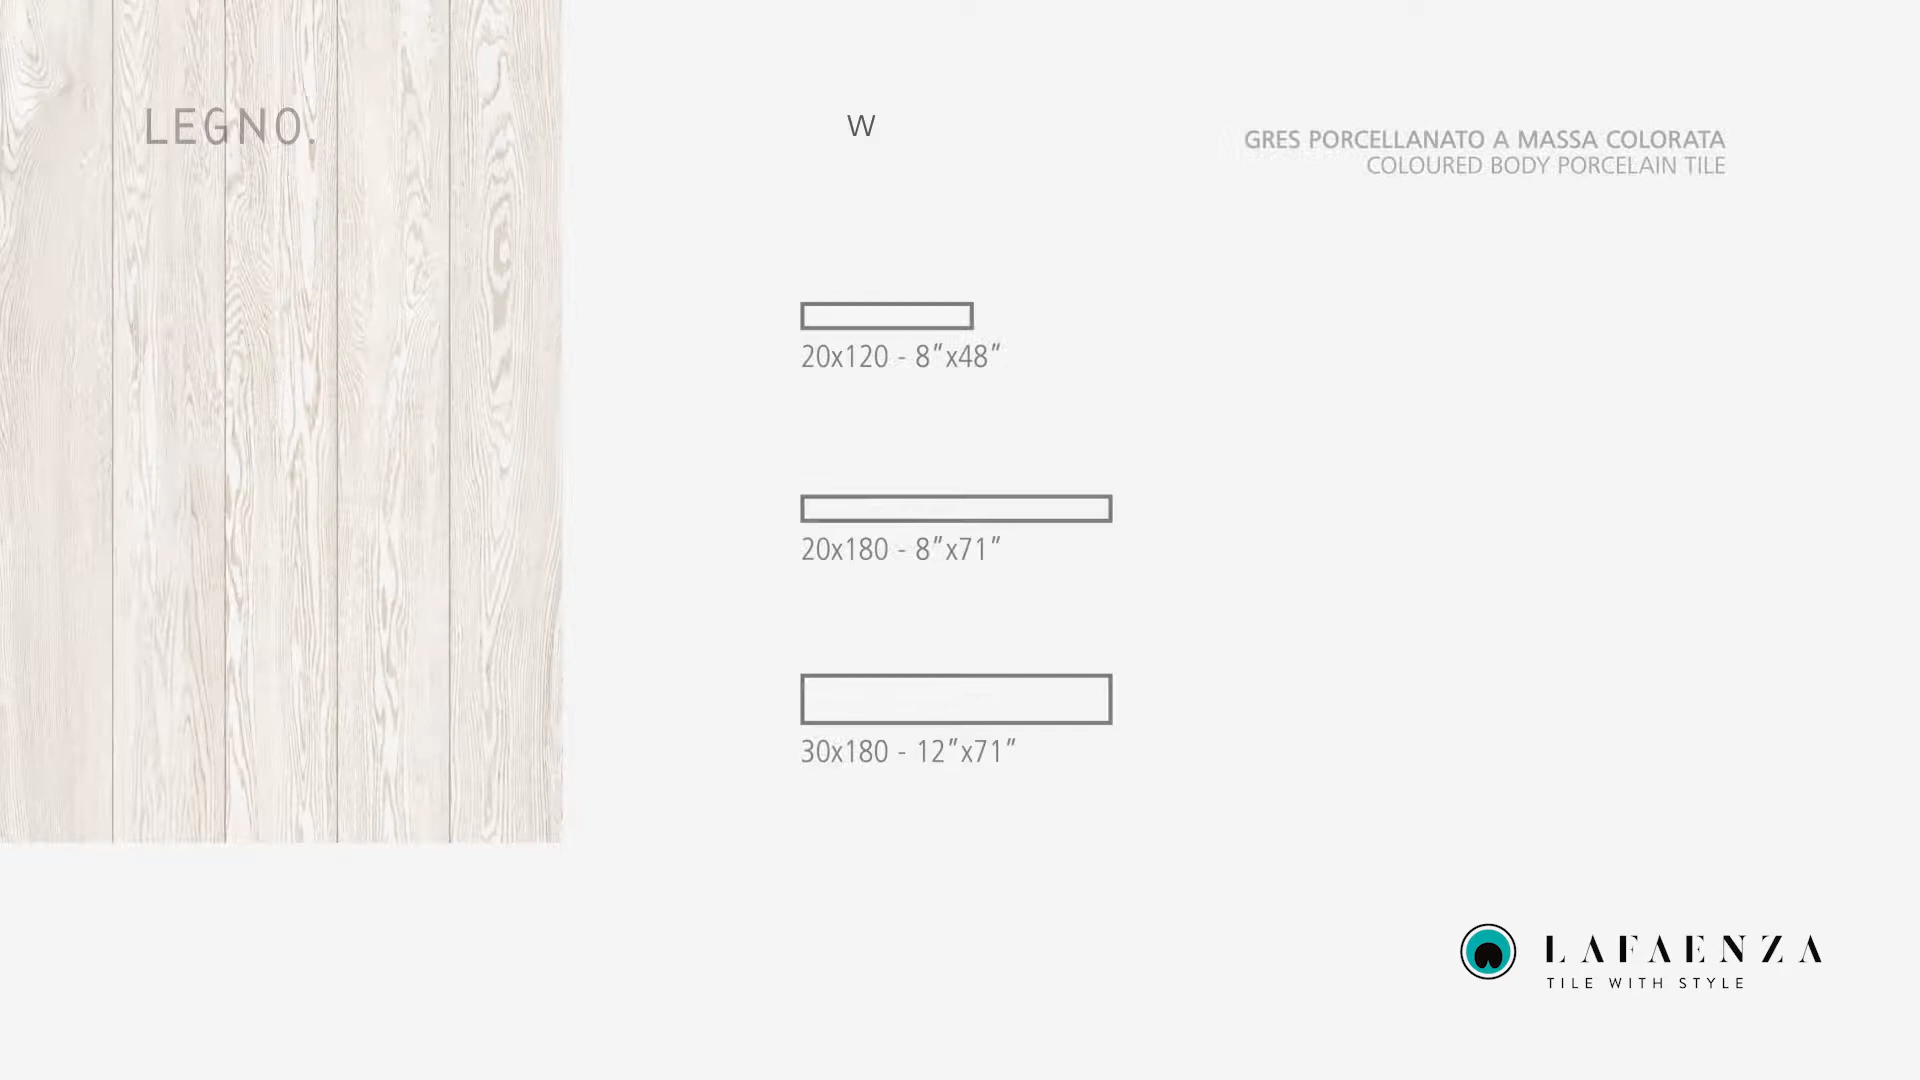 LEGNO.
W
GRES PORCELLANATO A MASSA COLORATA
COLOURED BODY PORCELAIN TILE
20x120 - 8”x48”
20x180 - 8”x71”
30x180 - 12”x71”
LAFAENZA
TILE WITH STYLE